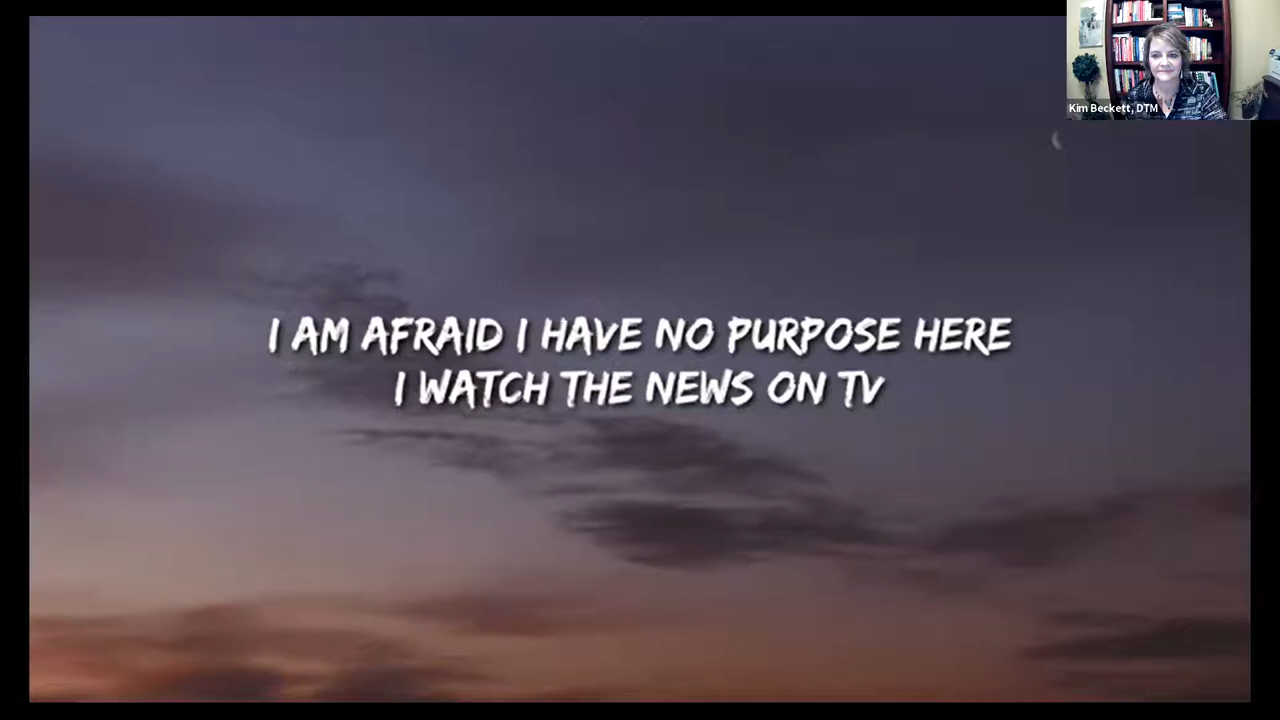 Kim Beckett, DTM
I AM AFRAID I HAVE NO PURPOSE HERE
I WATCH THE NEWS ON TV